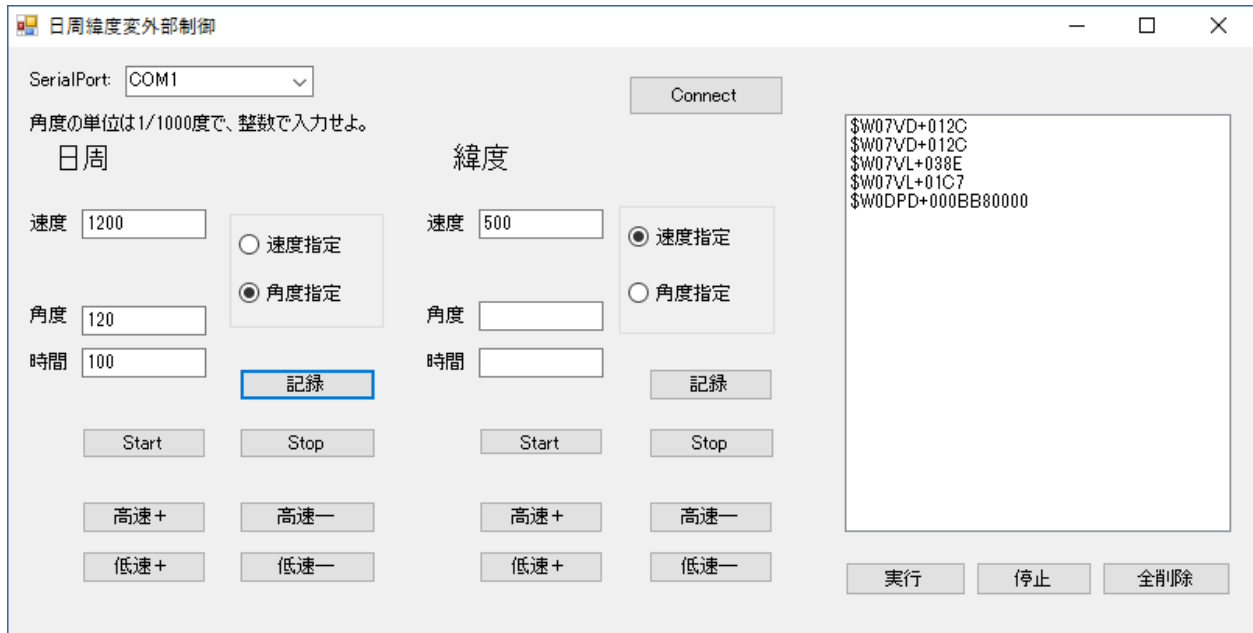 日周緯度変外部制御
SerialPort: COM1
Connect
角度の単位は1/1000度で、整数で入力せよ。
日周
速度 1200
速度指定
角度指定
角度 120
時間 100
記録
Start Stop
高速+ 高速―
低速+ 低速―
緯度
速度 500
速度指定
角度指定
角度
時間
記録
Start Stop
高速+ 高速―
低速+ 低速―
$W07VD+012C
$W07VD+012C
$W07VL+038E
$W07VL+01C7
$W0DPD+000BB80000
実行 停止 全削除